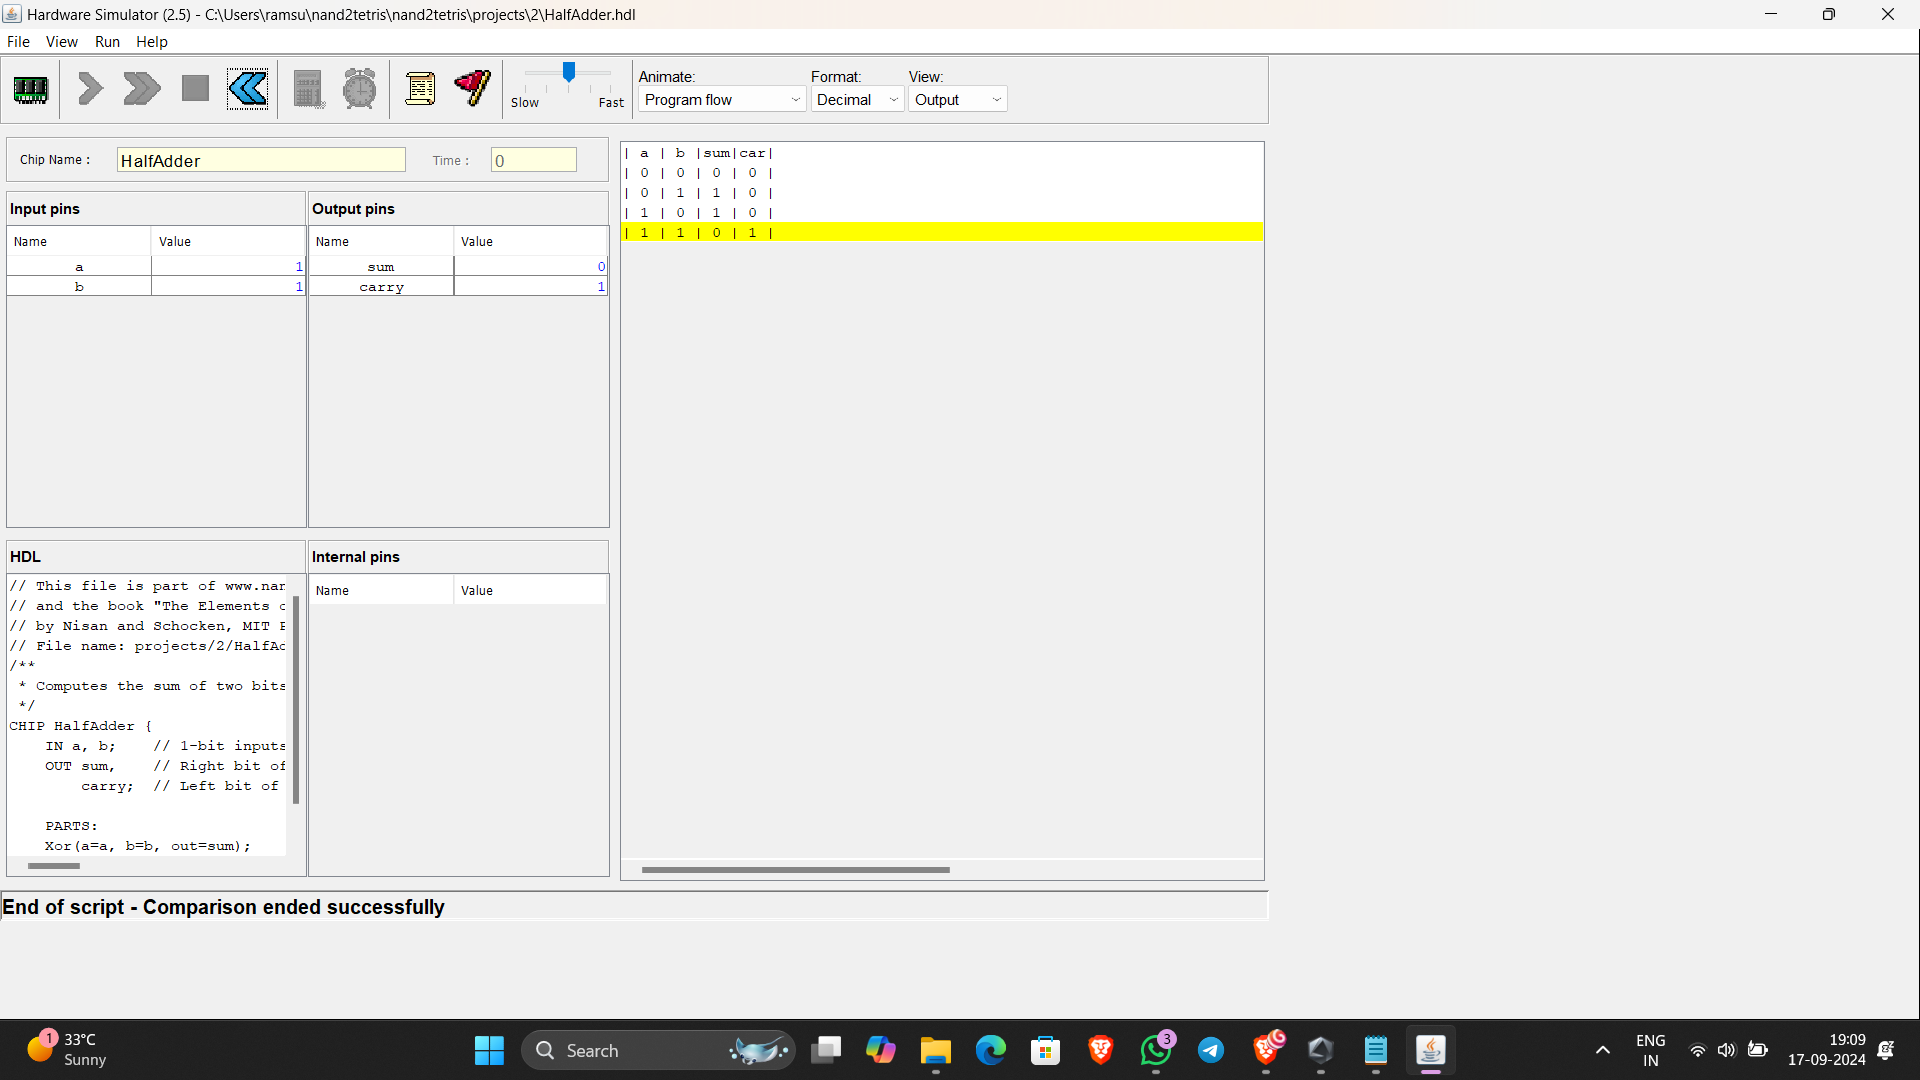 Hardware Simulator (2.5) - C:\Users\ramsu\nand2tetris\nand2tetris\projects\2\HalfAdder.hdl
File View Run Help
Slow Fast
Animate: Format: View:
Program flow Decimal Output
Chip Name : HalfAdder Time : 0
Input pins
Name Value
a 1
b 1
Output pins
Name Value
sum 0
carry 1
| a | b |sum|car|
| 0 | 0 | 0 | 0 |
| 0 | 1 | 1 | 0 |
| 1 | 0 | 1 | 0 |
| 1 | 1 | 0 | 1 |
HDL
// This file is part of www.nan
// and the book "The Elements
// by Nisan and Schocken, MIT
// File name: projects/2/HalfAd
/**
* Computes the sum of two bits
*/
CHIP HalfAdder {
IN a, b; // 1-bit inputs
OUT sum, // Right bit of
carry; // Left bit of
PARTS:
Xor(a=a, b=b, out=sum);
Internal pins
Name Value
End of script - Comparison ended successfully
1
33°C
Sunny
Search
3
ENG
IN
19:09
17-09-2024